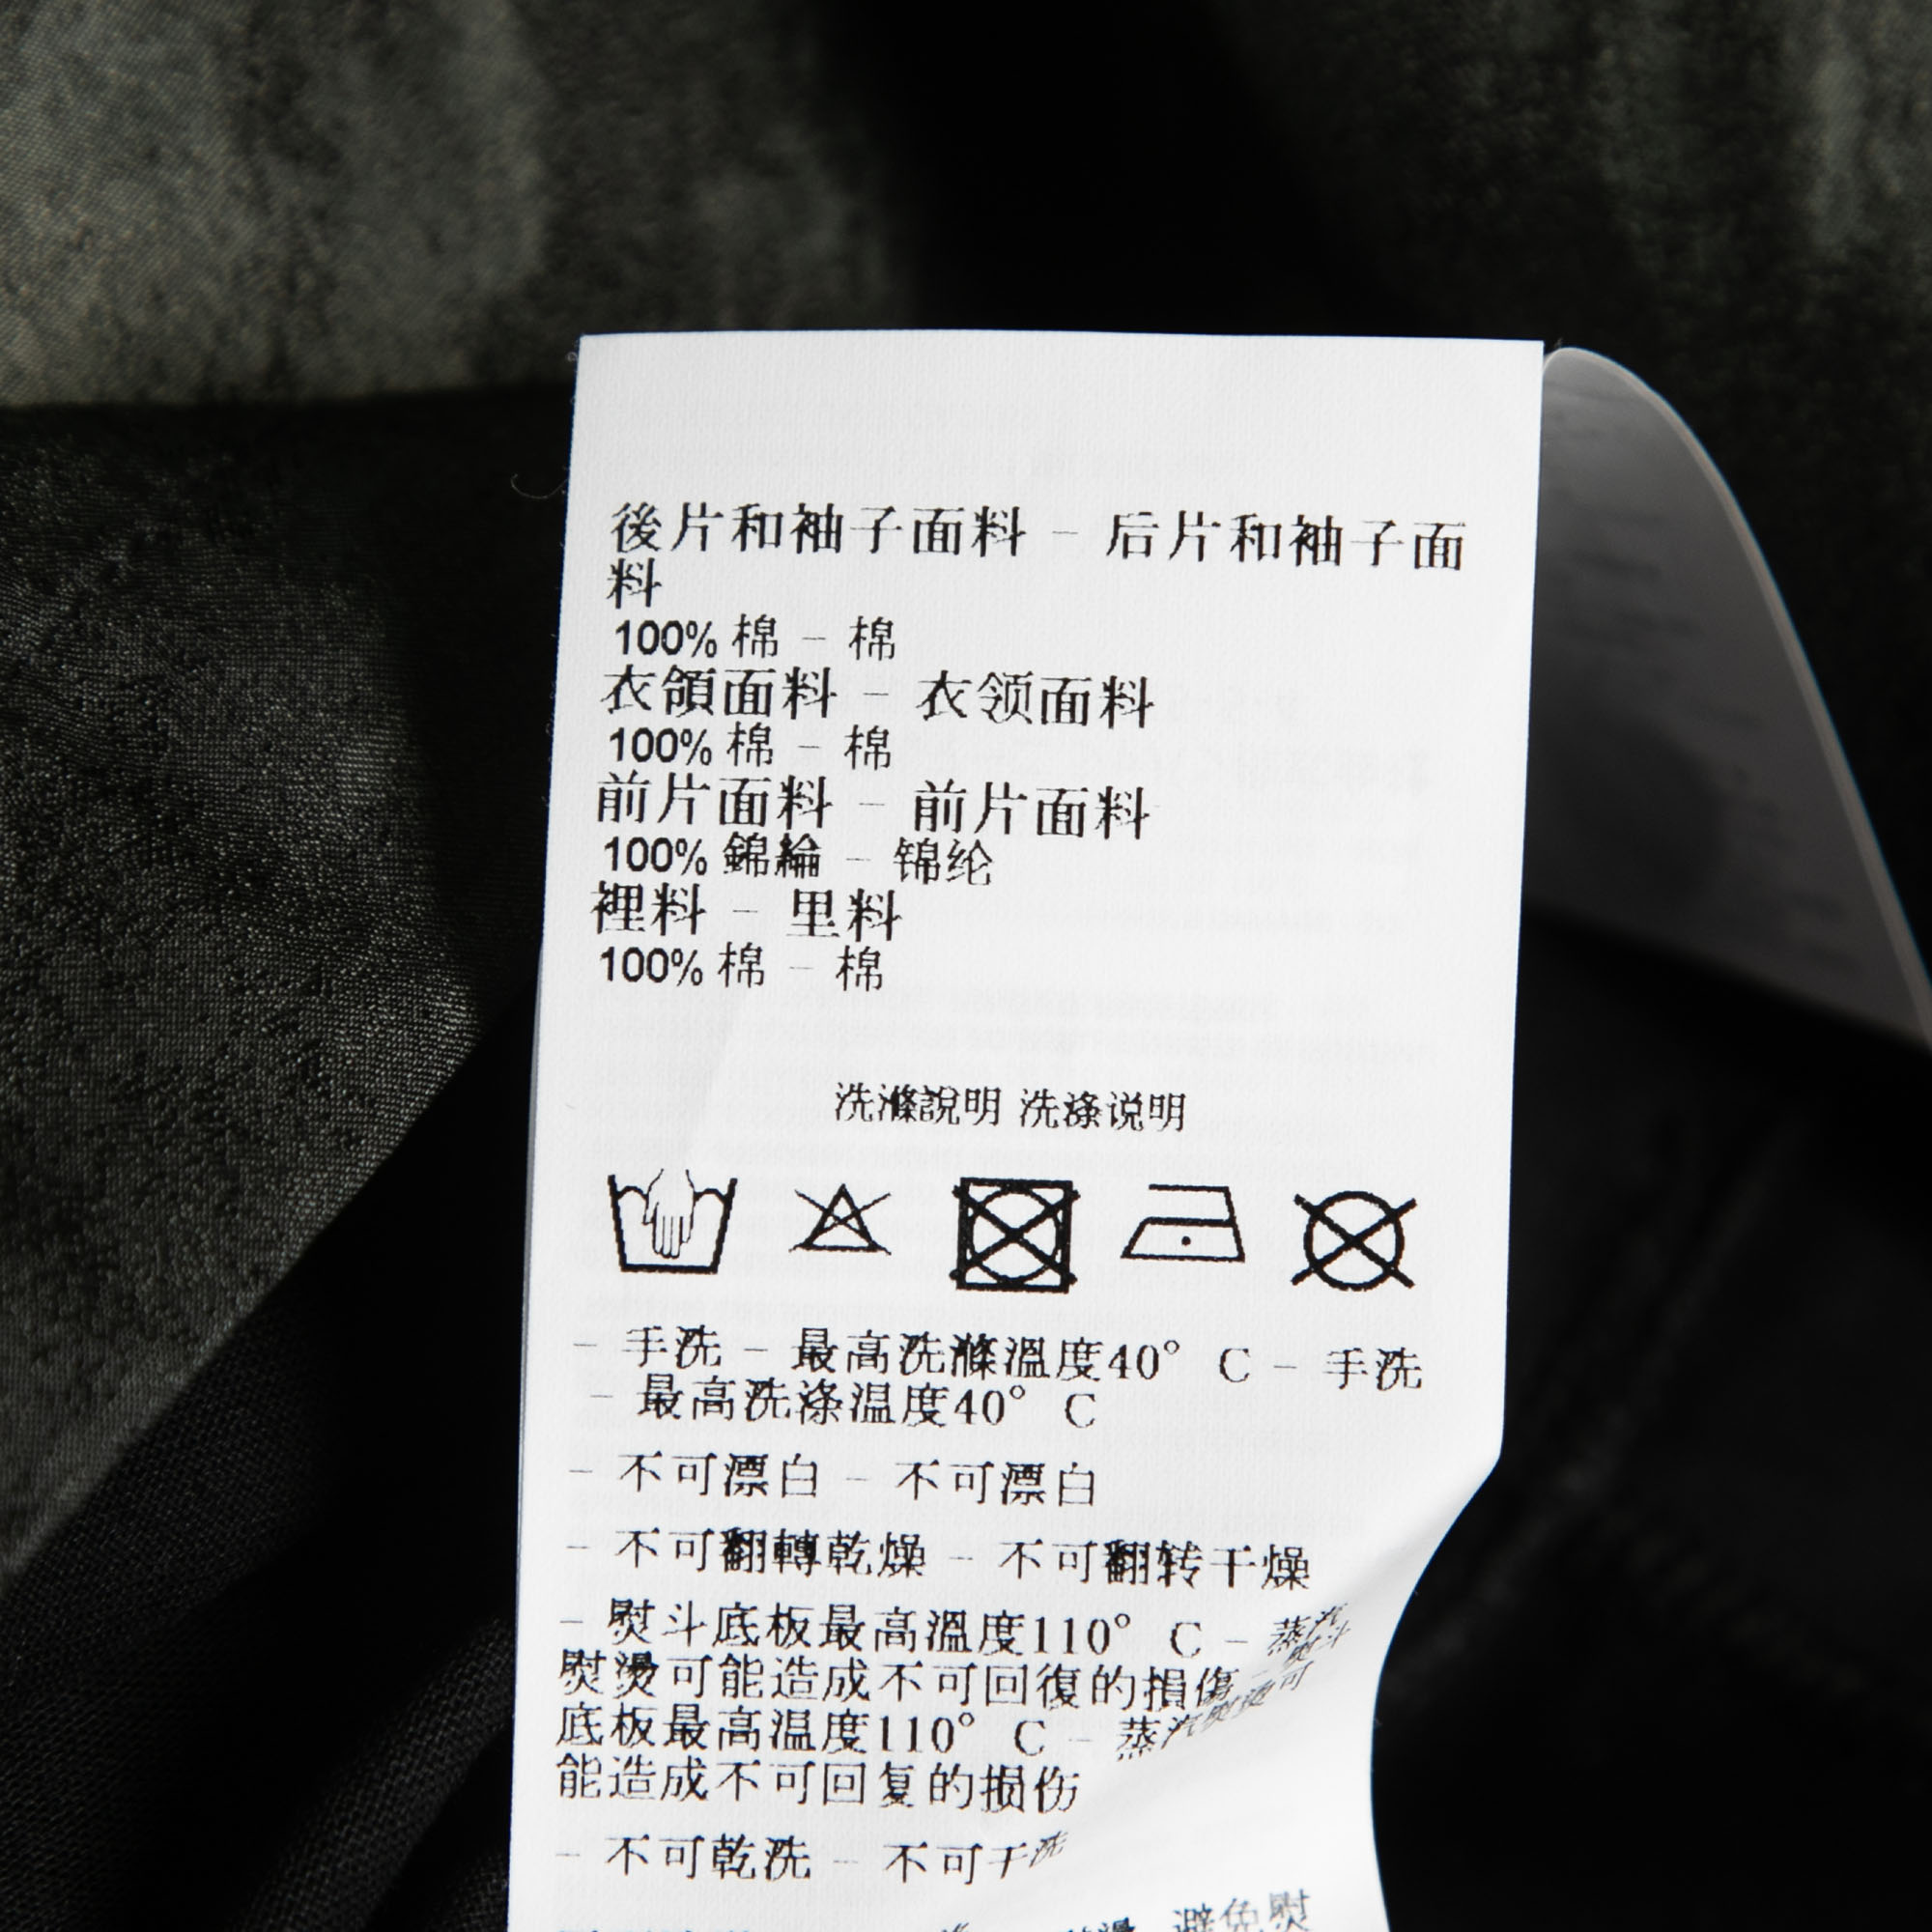 後片和袖子面料 - 后片和袖子面
料
100% 棉 - 棉
衣領面料 - 衣领面料
100% 棉 - 棉
前片面料 - 前片面料
100% 錦綸 - 锦纶
裡料 - 里料
100% 棉 - 棉
洗滌說明 洗涤说明
- 手洗 - 最高洗滌溫度40° C - 手洗
- 最高洗涤温度40° C
- 不可漂白 - 不可漂白
- 不可翻轉乾燥 - 不可翻转干燥
- 熨斗底板最高溫度110° C - 蒸汽
熨燙可能造成不可回復的損傷 - 熨斗
底板最高温度110° C - 蒸汽熨烫可
能造成不可回复的损伤
- 不可乾洗 - 不可干洗
避免熨